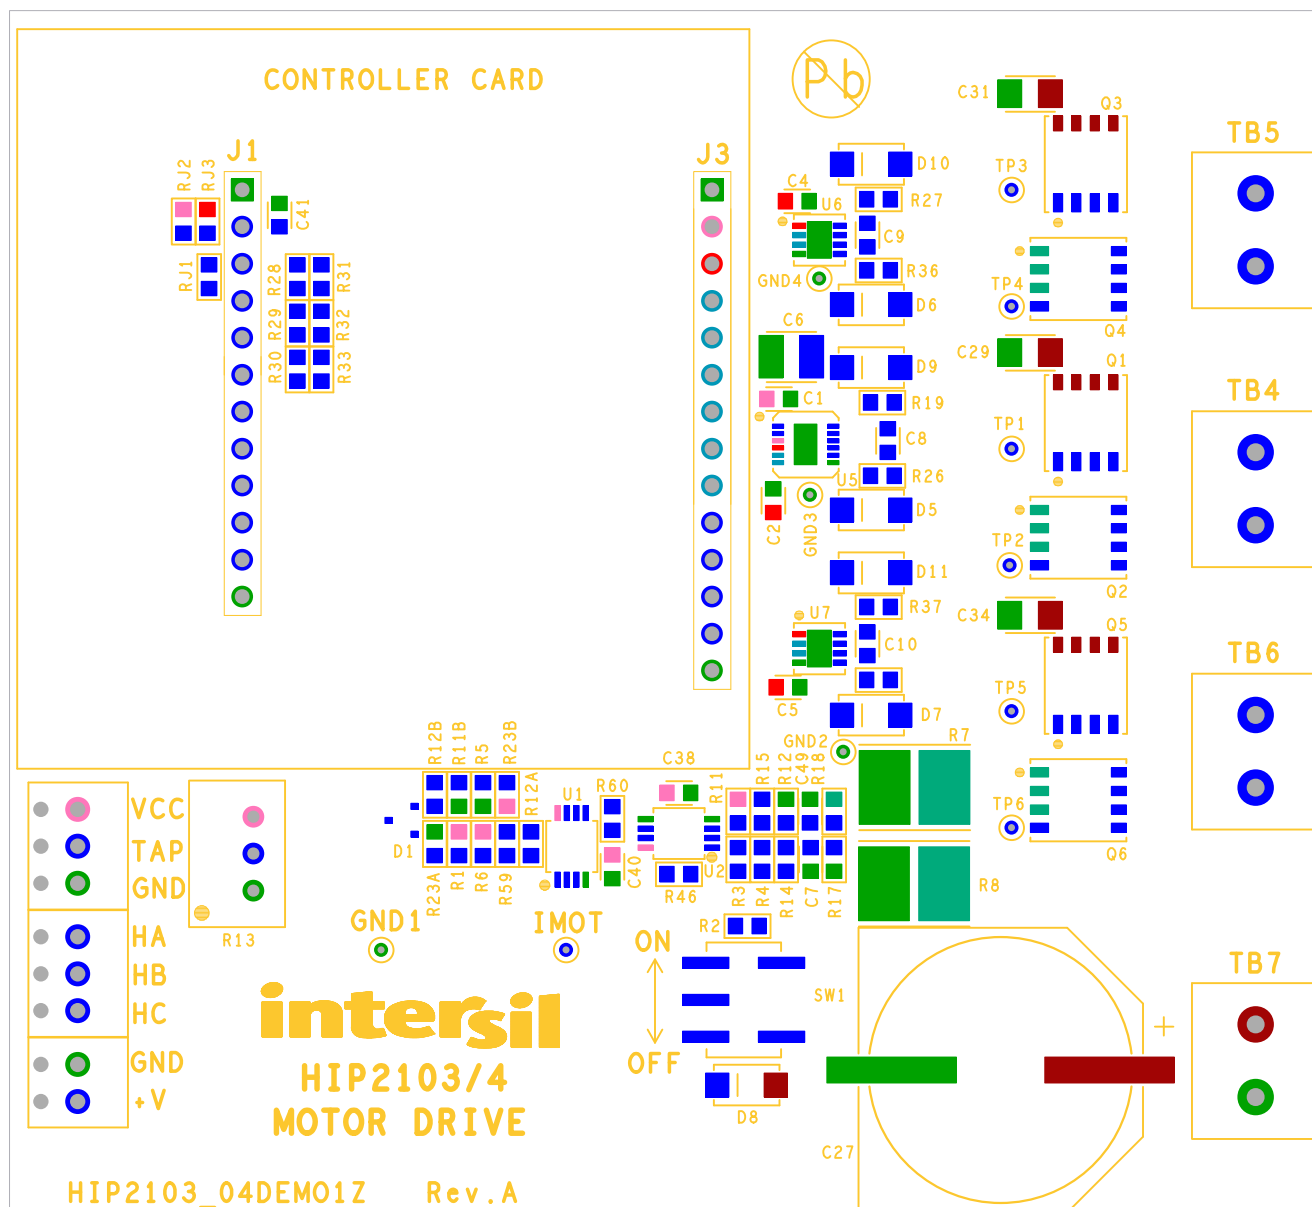 CONTROLLER CARD
Pb
C31
Q3
TB5
J1
J3
RJ2
RJ3
C41
RJ1
R28
R31
R29
R32
R30
R33
D10
C4
U6
R27
C9
GND4
R36
D6
TP3
TP4
Q4
C6
D9
C29
Q1
TB4
C1
R19
C8
TP1
U5
R26
C2
GND3
D5
TP2
D11
Q2
U7
R37
C34
Q5
TB6
C10
C5
TP5
D7
GND2
R7
R12B
R11B
R5
R23B
C38
R11
R15
R12
C49
R18
TP6
Q6
VCC
TAP
GND
R13
D1
U1
R12A
R60
R23A
R1
R6
R59
C40
U2
R46
R3
R4
R14
C7
R17
R8
HA
HB
HC
GND
+V
GND1
IMOT
R2
ON
OFF
SW1
D8
TB7
+
C27
intersil
HIP2103/4
MOTOR DRIVE
HIP2103_04DEMO1Z Rev.A